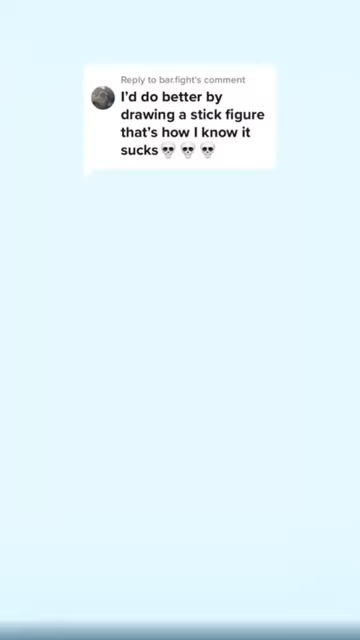 Reply to bar.fight's comment
I'd do better by
drawing a stick figure
that's how I know it
sucks💀💀💀